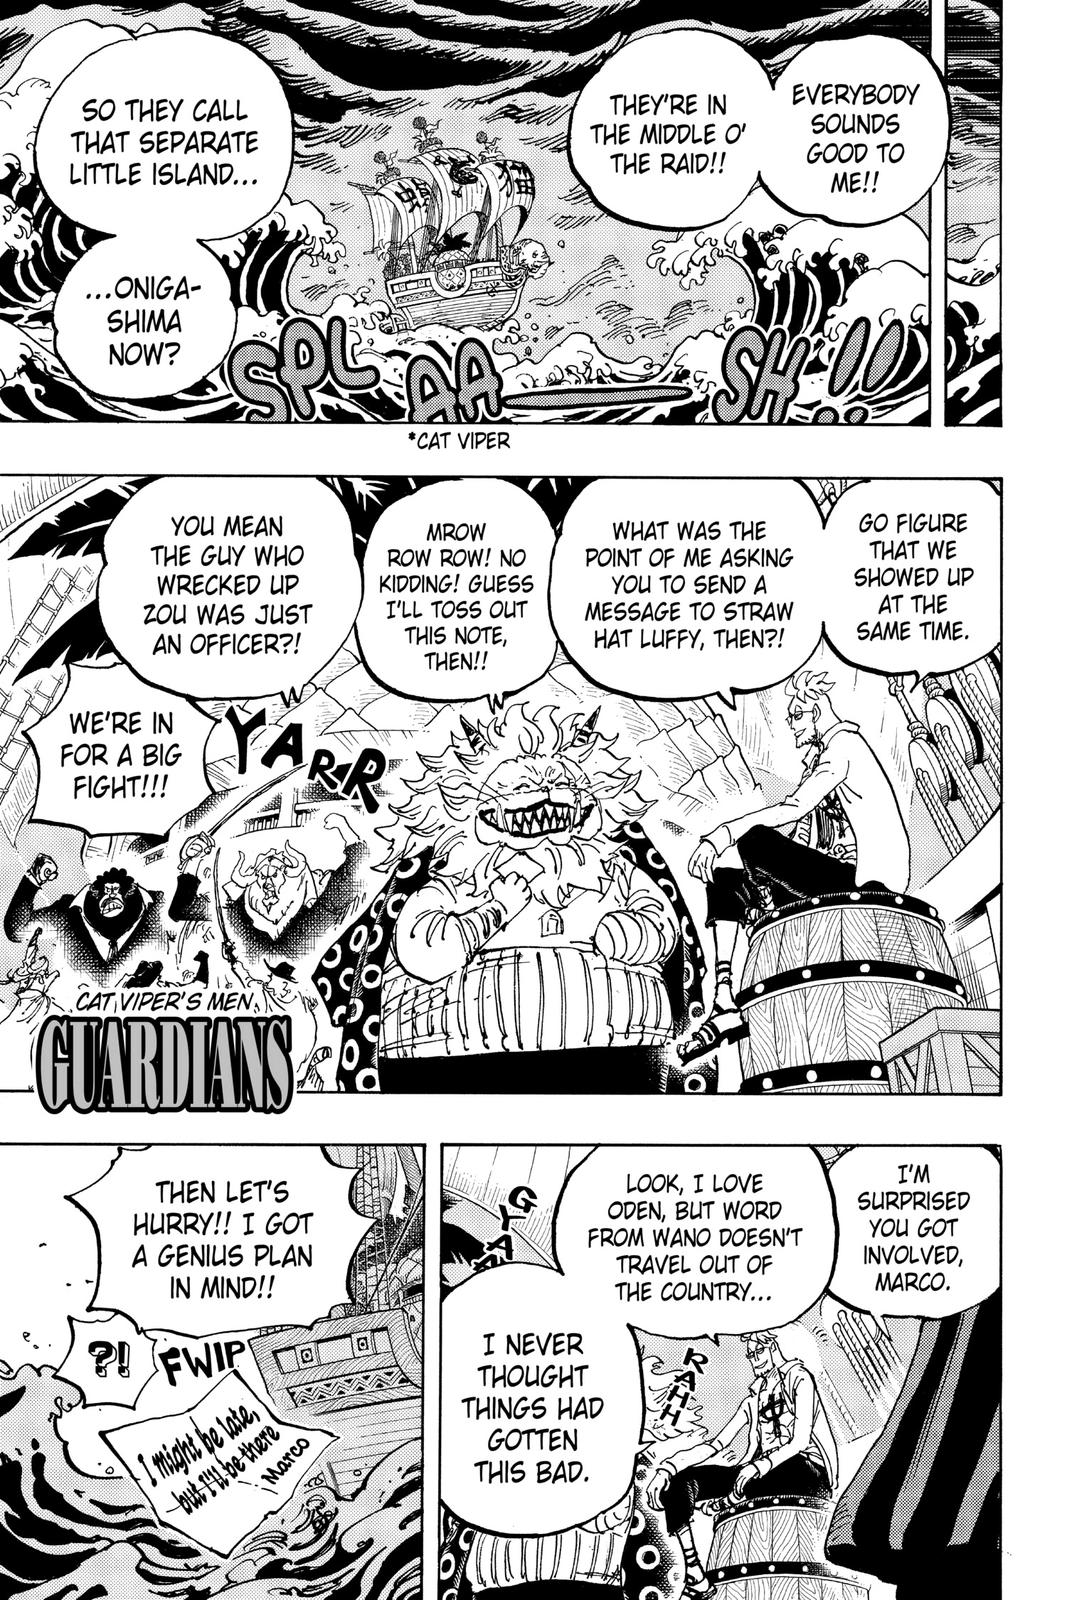 EVERYBODY
SOUNDS
GOOD TO
ME!!
THEY'RE IN
THE MIDDLE O'
THE RAID!!
SO THEY CALL
THAT SEPARATE
LITTLE ISLAND...
...ONIGA-
SHIMA
NOW?
SPLAASH!!
*CAT VIPER
GO FIGURE
THAT WE
SHOWED UP
AT THE
SAME TIME.
WHAT WAS THE
POINT OF ME ASKING
YOU TO SEND A
MESSAGE TO STRAW
HAT LUFFY, THEN?!
MROW
ROW ROW! NO
KIDDING! GUESS
I'LL TOSS OUT
THIS NOTE,
THEN!!
YOU MEAN
THE GUY WHO
WRECKED UP
ZOU WAS JUST
AN OFFICER?!
WE'RE IN
FOR A BIG
FIGHT!!!
YARRR
CAT VIPER'S MEN
GUARDIANS
I'M
SURPRISED
YOU GOT
INVOLVED,
MARCO.
LOOK, I LOVE
ODEN, BUT WORD
FROM WANO DOESN'T
TRAVEL OUT OF
THE COUNTRY...
I NEVER
THOUGHT
THINGS HAD
GOTTEN
THIS BAD.
GYAA
RAHH
THEN LET'S
HURRY!! I GOT
A GENIUS PLAN
IN MIND!!
?!
FWIP
I might be late,
but I'll be there
Marco